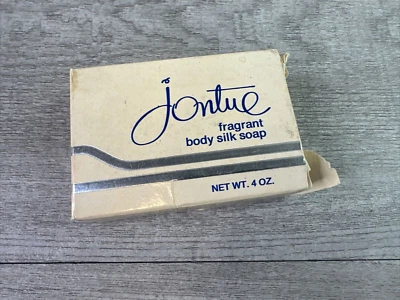 Jontue
fragrant
body silk soap
NET WT. 4 OZ.